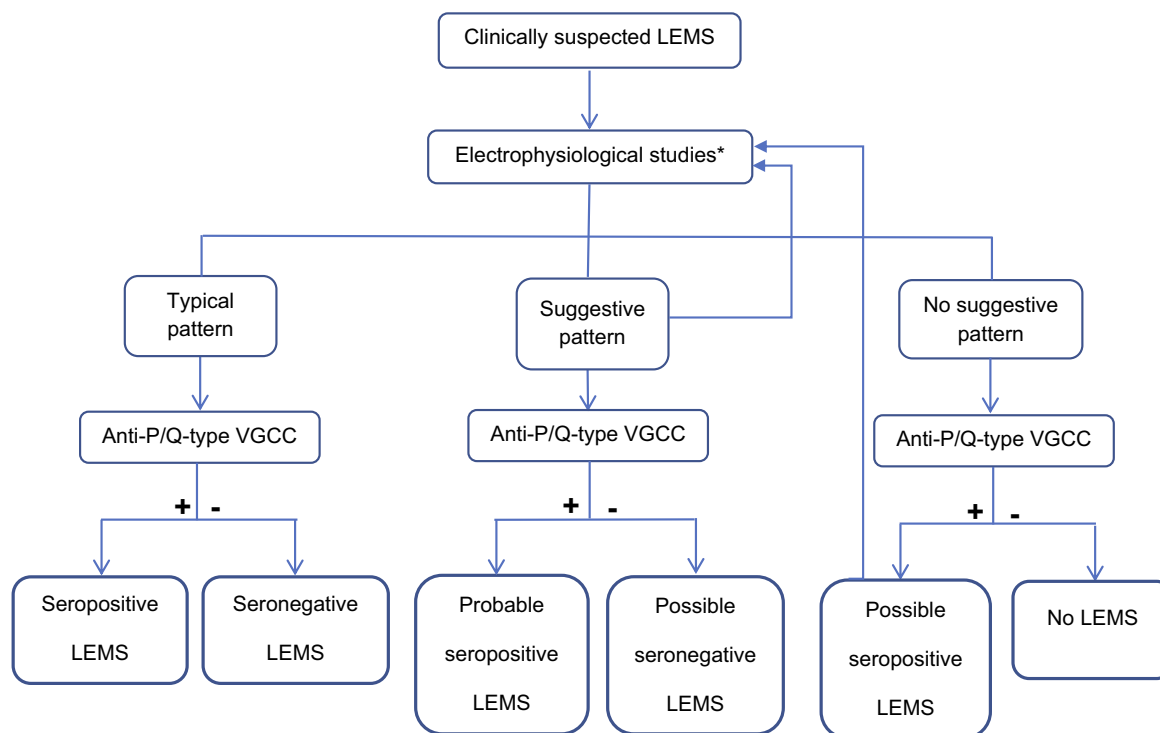 Clinically suspected LEMS
Electrophysiological studies*
Typical
pattern
Suggestive
pattern
No suggestive
pattern
Anti-P/Q-type VGCC
Anti-P/Q-type VGCC
Anti-P/Q-type VGCC
+ -
+ -
+ -
Seropositive
LEMS
Seronegative
LEMS
Probable
seropositive
LEMS
Possible
seronegative
LEMS
Possible
seropositive
LEMS
No LEMS